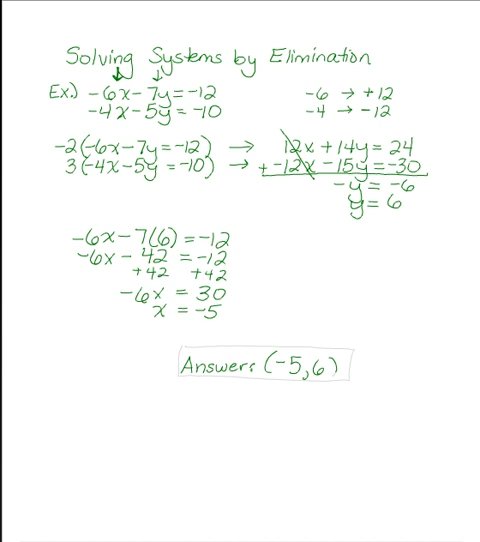 Solving Systems by Elimination
Ex.) -6x - 7y = -12
-4x - 5y = -10
-6 → +12
-4 → -12
-2(-6x - 7y = -12) → 12x + 14y = 24
3(-4x - 5y = -10) → + -12x - 15y = -30
-y = -6
y = 6
-6x - 7(6) = -12
-6x - 42 = -12
+42 +42
-6x = 30
x = -5
Answer: (-5, 6)